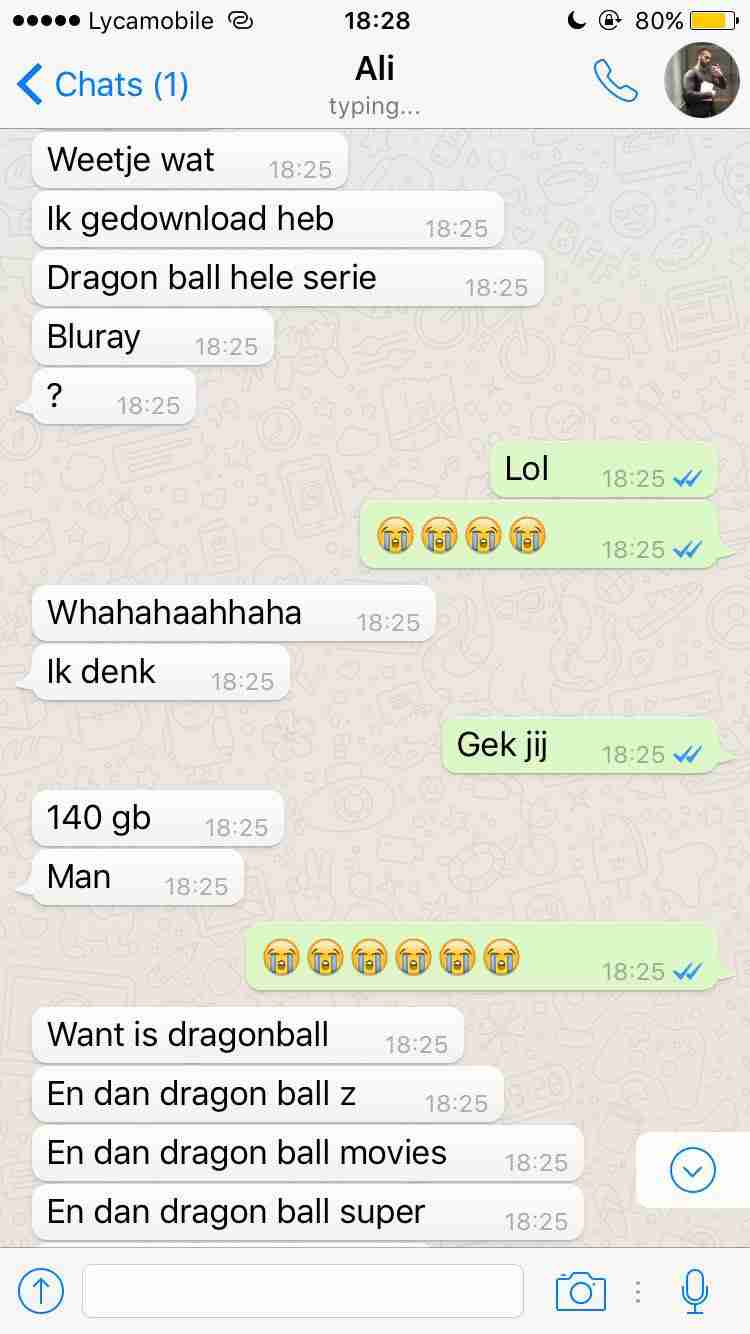 Lycamobile 18:28 80%
Chats (1) Ali
typing...
Weetje wat 18:25
Ik gedownload heb 18:25
Dragon ball hele serie 18:25
Bluray 18:25
? 18:25
Lol 18:25
😭😭😭😭 18:25
Whahahaahhaha 18:25
Ik denk 18:25
Gek jij 18:25
140 gb 18:25
Man 18:25
😭😭😭😭😭😭 18:25
Want is dragonball 18:25
En dan dragon ball z 18:25
En dan dragon ball movies 18:25
En dan dragon ball super 18:25